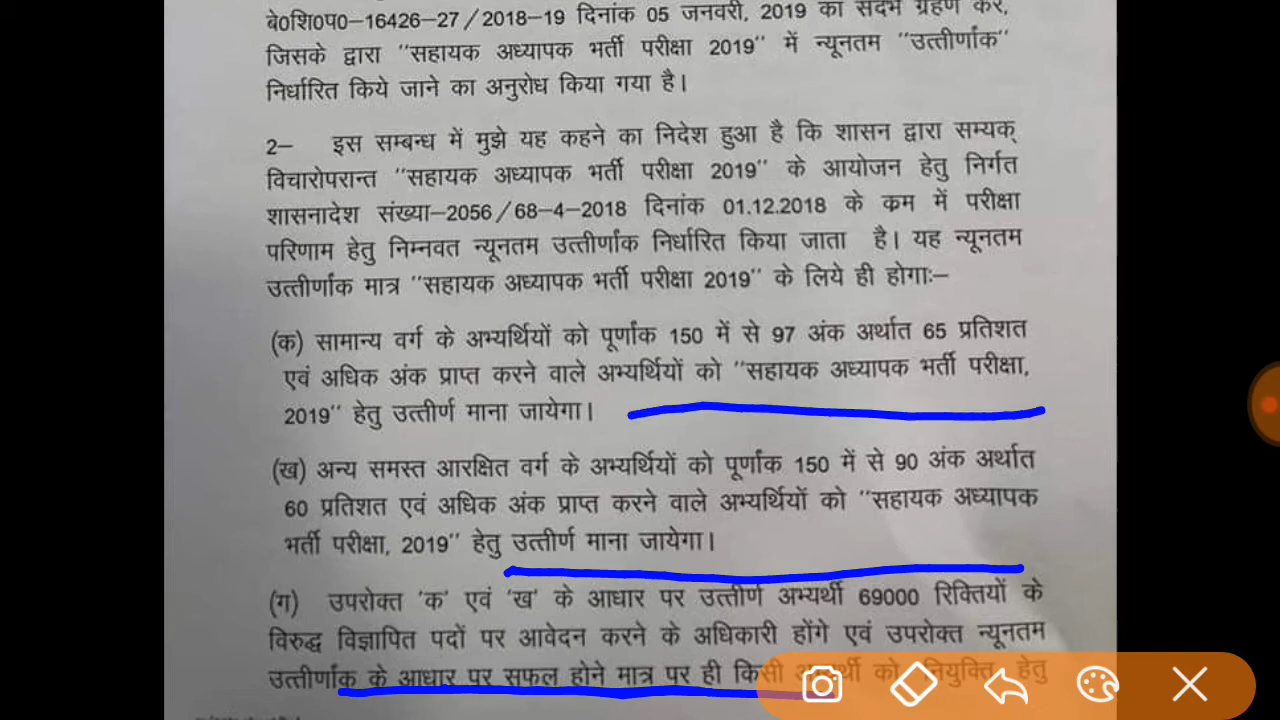 बे0शि0प0–16426–27/2018–19 दिनांक 05 जनवरी, 2019 का संदर्भ ग्रहण करें,
जिसके द्वारा "सहायक अध्यापक भर्ती परीक्षा 2019" में न्यूनतम "उत्तीर्णांक"
निर्धारित किये जाने का अनुरोध किया गया है।
2– इस सम्बन्ध में मुझे यह कहने का निदेश हुआ है कि शासन द्वारा सम्यक्
विचारोपरान्त "सहायक अध्यापक भर्ती परीक्षा 2019" के आयोजन हेतु निर्गत
शासनादेश संख्या–2056/68–4–2018 दिनांक 01.12.2018 के क्रम में परीक्षा
परिणाम हेतु निम्नवत न्यूनतम उत्तीर्णांक निर्धारित किया जाता है। यह न्यूनतम
उत्तीर्णांक मात्र "सहायक अध्यापक भर्ती परीक्षा 2019" के लिये ही होगाः–
(क) सामान्य वर्ग के अभ्यर्थियों को पूर्णांक 150 में से 97 अंक अर्थात 65 प्रतिशत
एवं अधिक अंक प्राप्त करने वाले अभ्यर्थियों को "सहायक अध्यापक भर्ती परीक्षा,
2019" हेतु उत्तीर्ण माना जायेगा।
(ख) अन्य समस्त आरक्षित वर्ग के अभ्यर्थियों को पूर्णांक 150 में से 90 अंक अर्थात
60 प्रतिशत एवं अधिक अंक प्राप्त करने वाले अभ्यर्थियों को "सहायक अध्यापक
भर्ती परीक्षा, 2019" हेतु उत्तीर्ण माना जायेगा।
(ग) उपरोक्त 'क' एवं 'ख' के आधार पर उत्तीर्ण अभ्यर्थी 69000 रिक्तियों के
विरुद्ध विज्ञापित पदों पर आवेदन करने के अधिकारी होंगे एवं उपरोक्त न्यूनतम
उत्तीर्णांक के आधार पर सफल होने मात्र पर ही किसी अभ्यर्थी को नियुक्ति हेतु